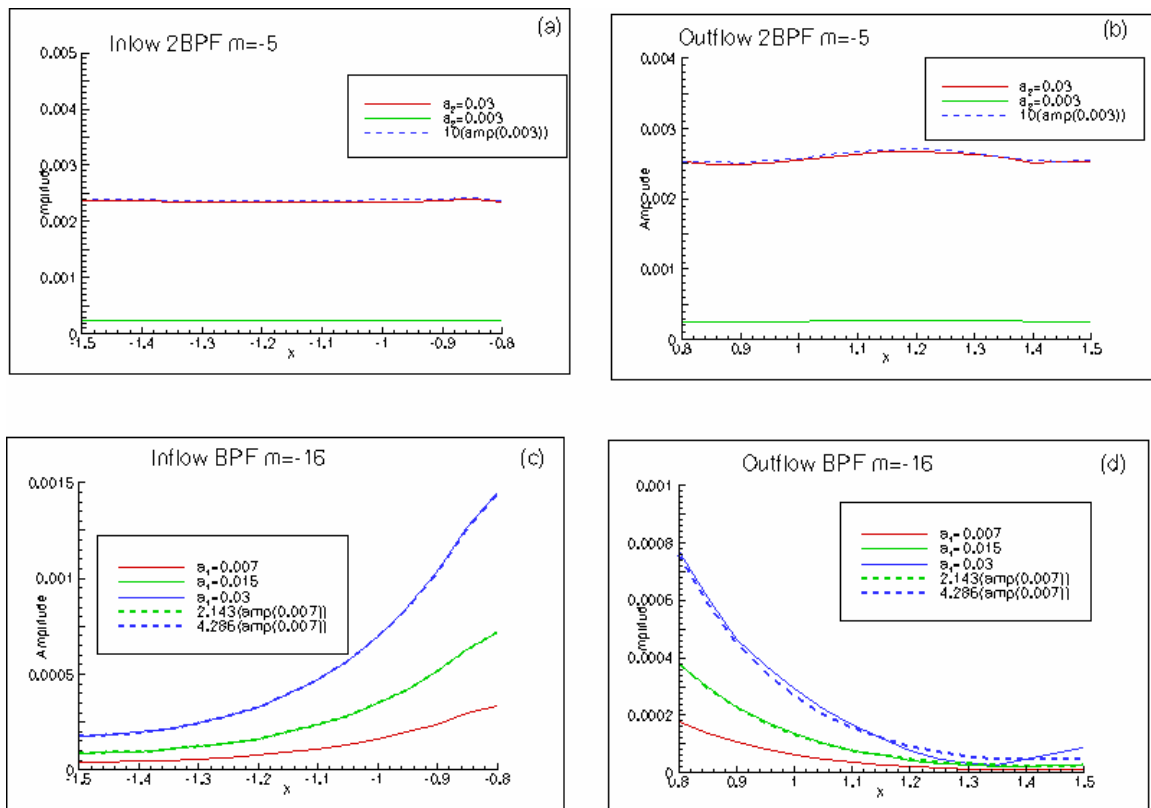 (a)
Inlow 2BPF m=-5
0.005
0.004
0.003
0.002
0.001
0
Amplitude
a₂=0.03
a₂=0.003
10(amp(0.003))
-1.5 -1.4 -1.3 -1.2 -1.1 -1 -0.9 -0.8
x
(b)
Outflow 2BPF m=-5
0.004
0.003
0.002
0.001
0
Amplitude
a₂=0.03
a₂=0.003
10(amp(0.003))
0.8 0.9 1 1.1 1.2 1.3 1.4 1.5
x
(c)
Inflow BPF m=-16
0.0015
0.001
0.0005
0
Amplitude
a₁=0.007
a₁=0.015
a₁=0.03
2.143(amp(0.007))
4.286(amp(0.007))
-1.5 -1.4 -1.3 -1.2 -1.1 -1 -0.9 -0.8
x
(d)
Outflow BPF m=-16
0.001
0.0008
0.0006
0.0004
0.0002
0
Amplitude
a₁=0.007
a₁=0.015
a₁=0.03
2.143(amp(0.007))
4.286(amp(0.007))
0.8 0.9 1 1.1 1.2 1.3 1.4 1.5
x